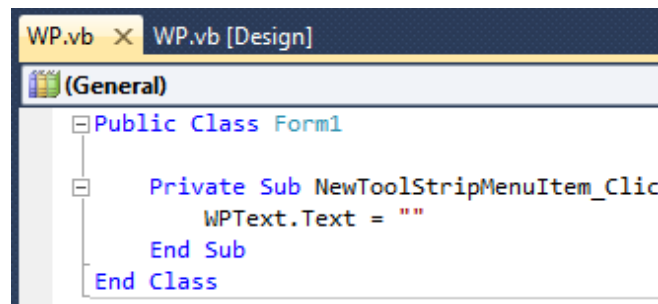 WP.vb × WP.vb [Design]
(General)
Public Class Form1
Private Sub NewToolStripMenuItem_Clic
WPText.Text = ""
End Sub
End Class